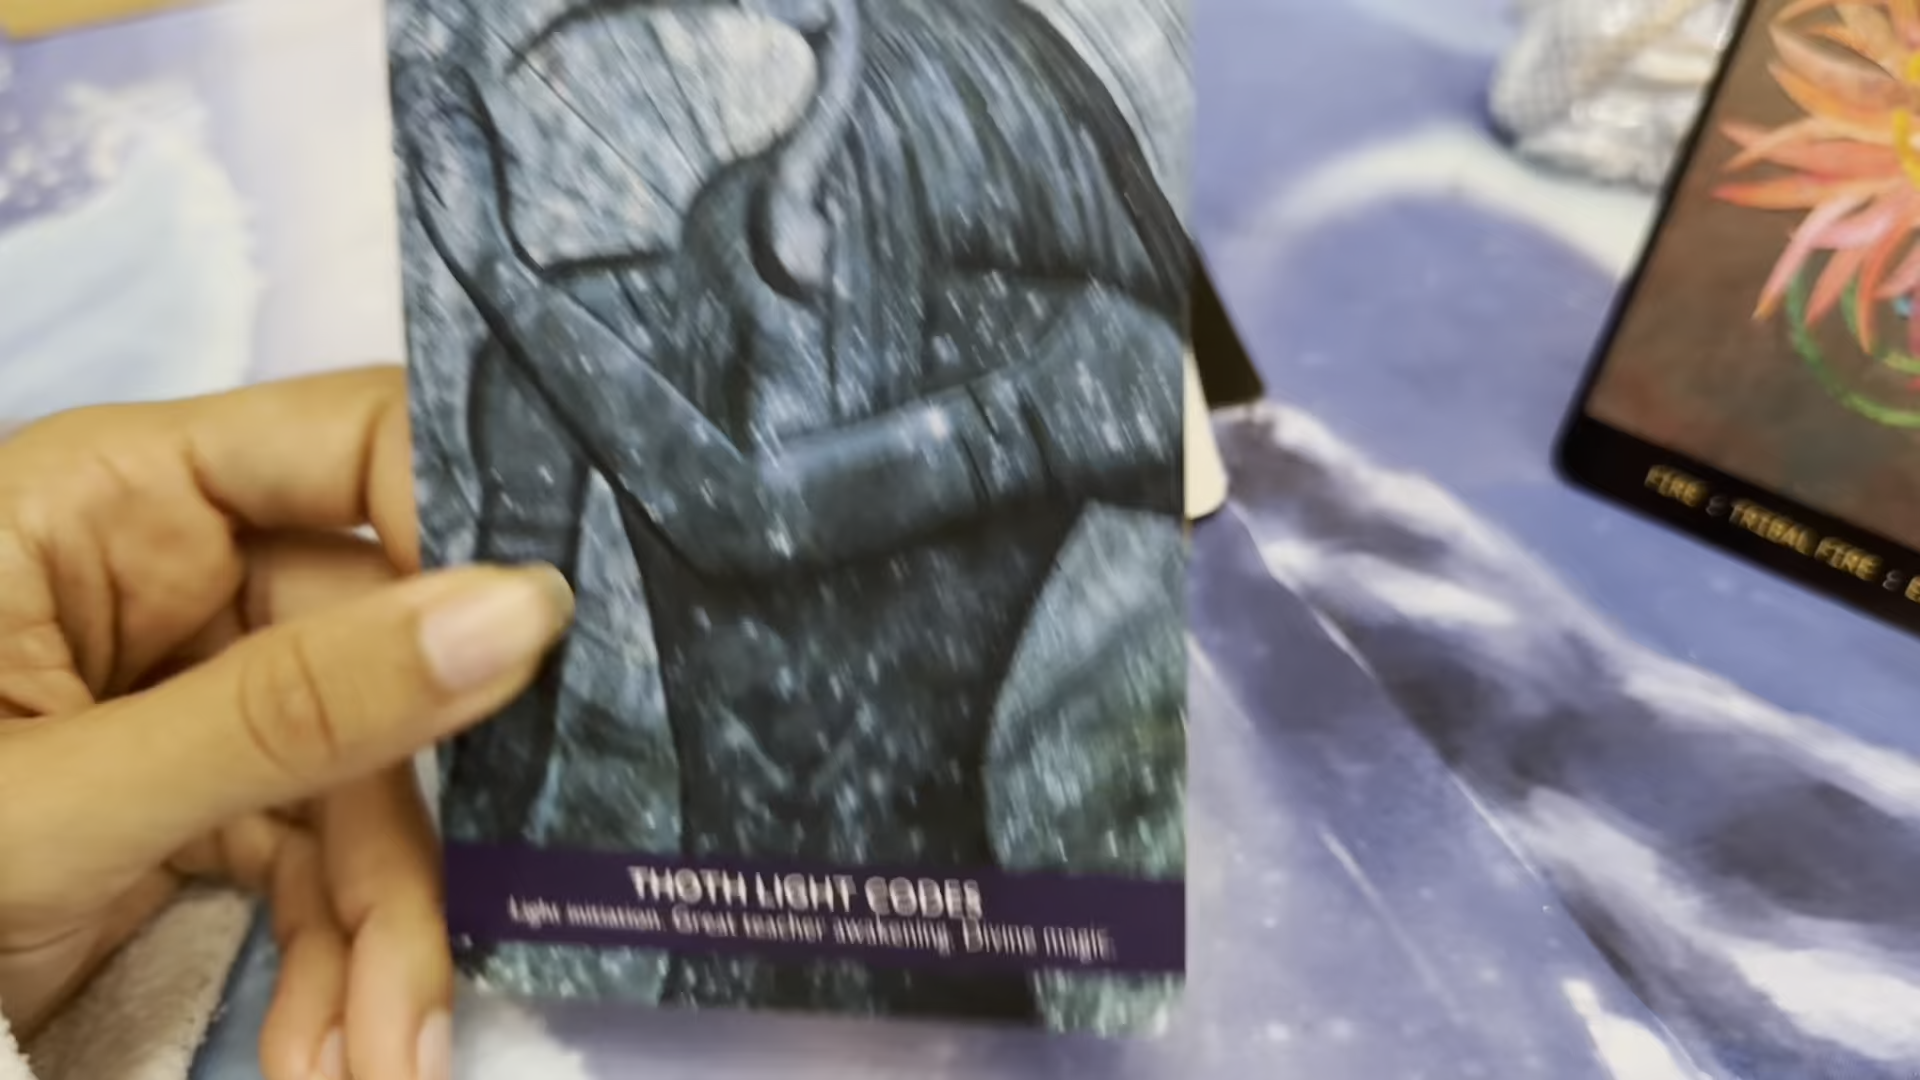 THOTH LIGHT CODES
Light initiation. Great teacher awakening. Divine magic.
FIRE & TRIBAL FIRE &